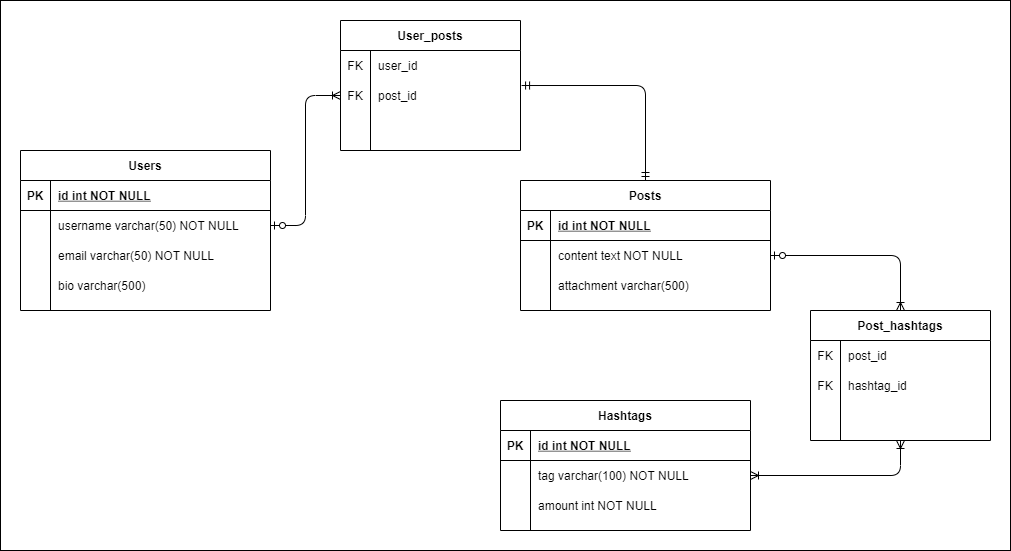 User_posts
FK user_id
FK post_id
Users
PK id int NOT NULL
username varchar(50) NOT NULL
email varchar(50) NOT NULL
bio varchar(500)
Posts
PK id int NOT NULL
content text NOT NULL
attachment varchar(500)
Post_hashtags
FK post_id
FK hashtag_id
Hashtags
PK id int NOT NULL
tag varchar(100) NOT NULL
amount int NOT NULL